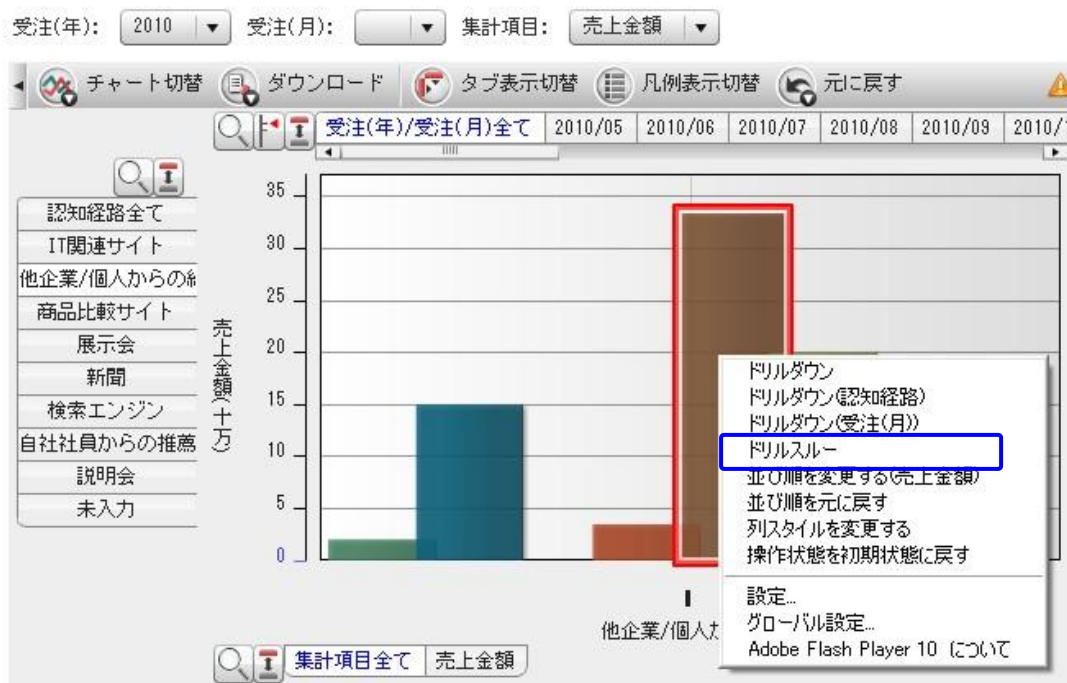 受注(年): 2010 受注(月): 集計項目: 売上金額
チャート切替 ダウンロード タブ表示切替 凡例表示切替 元に戻す
受注(年)/受注(月)全て 2010/05 2010/06 2010/07 2010/08 2010/09 2010/1
認知経路全て
IT関連サイト
他企業/個人からの
商品比較サイト
展示会
新聞
検索エンジン
自社社員からの推薦
説明会
未入力
売上金額(十万)
35
30
25
20
15
10
5
0
他企業/個人か
ドリルダウン
ドリルダウン(認知経路)
ドリルダウン(受注(月))
ドリルスルー
並び順を変更する(売上金額)
並び順を元に戻す
列スタイルを変更する
操作状態を初期状態に戻す
設定...
グローバル設定...
Adobe Flash Player 10 について
集計項目全て 売上金額